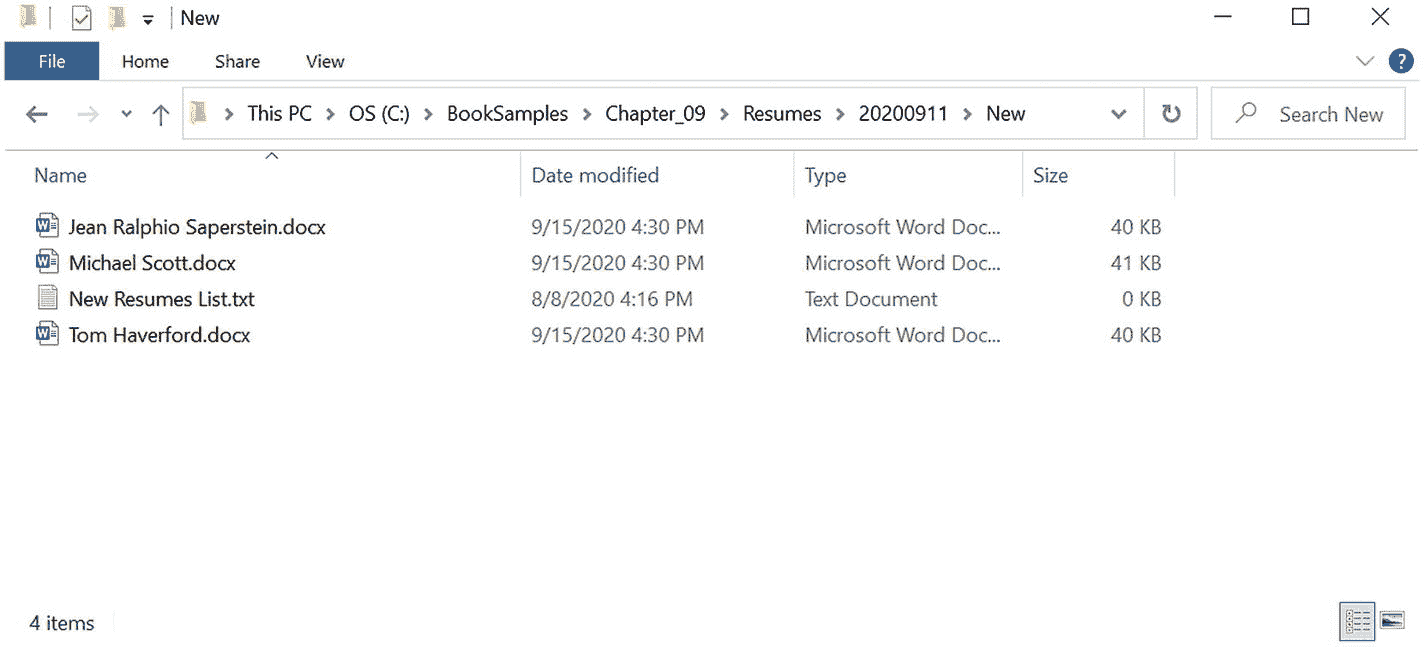 New
File Home Share View ?
This PC > OS (C:) > BookSamples > Chapter_09 > Resumes > 20200911 > New Search New
Name Date modified Type Size
Jean Ralphio Saperstein.docx 9/15/2020 4:30 PM Microsoft Word Doc... 40 KB
Michael Scott.docx 9/15/2020 4:30 PM Microsoft Word Doc... 41 KB
New Resumes List.txt 8/8/2020 4:16 PM Text Document 0 KB
Tom Haverford.docx 9/15/2020 4:30 PM Microsoft Word Doc... 40 KB
4 items